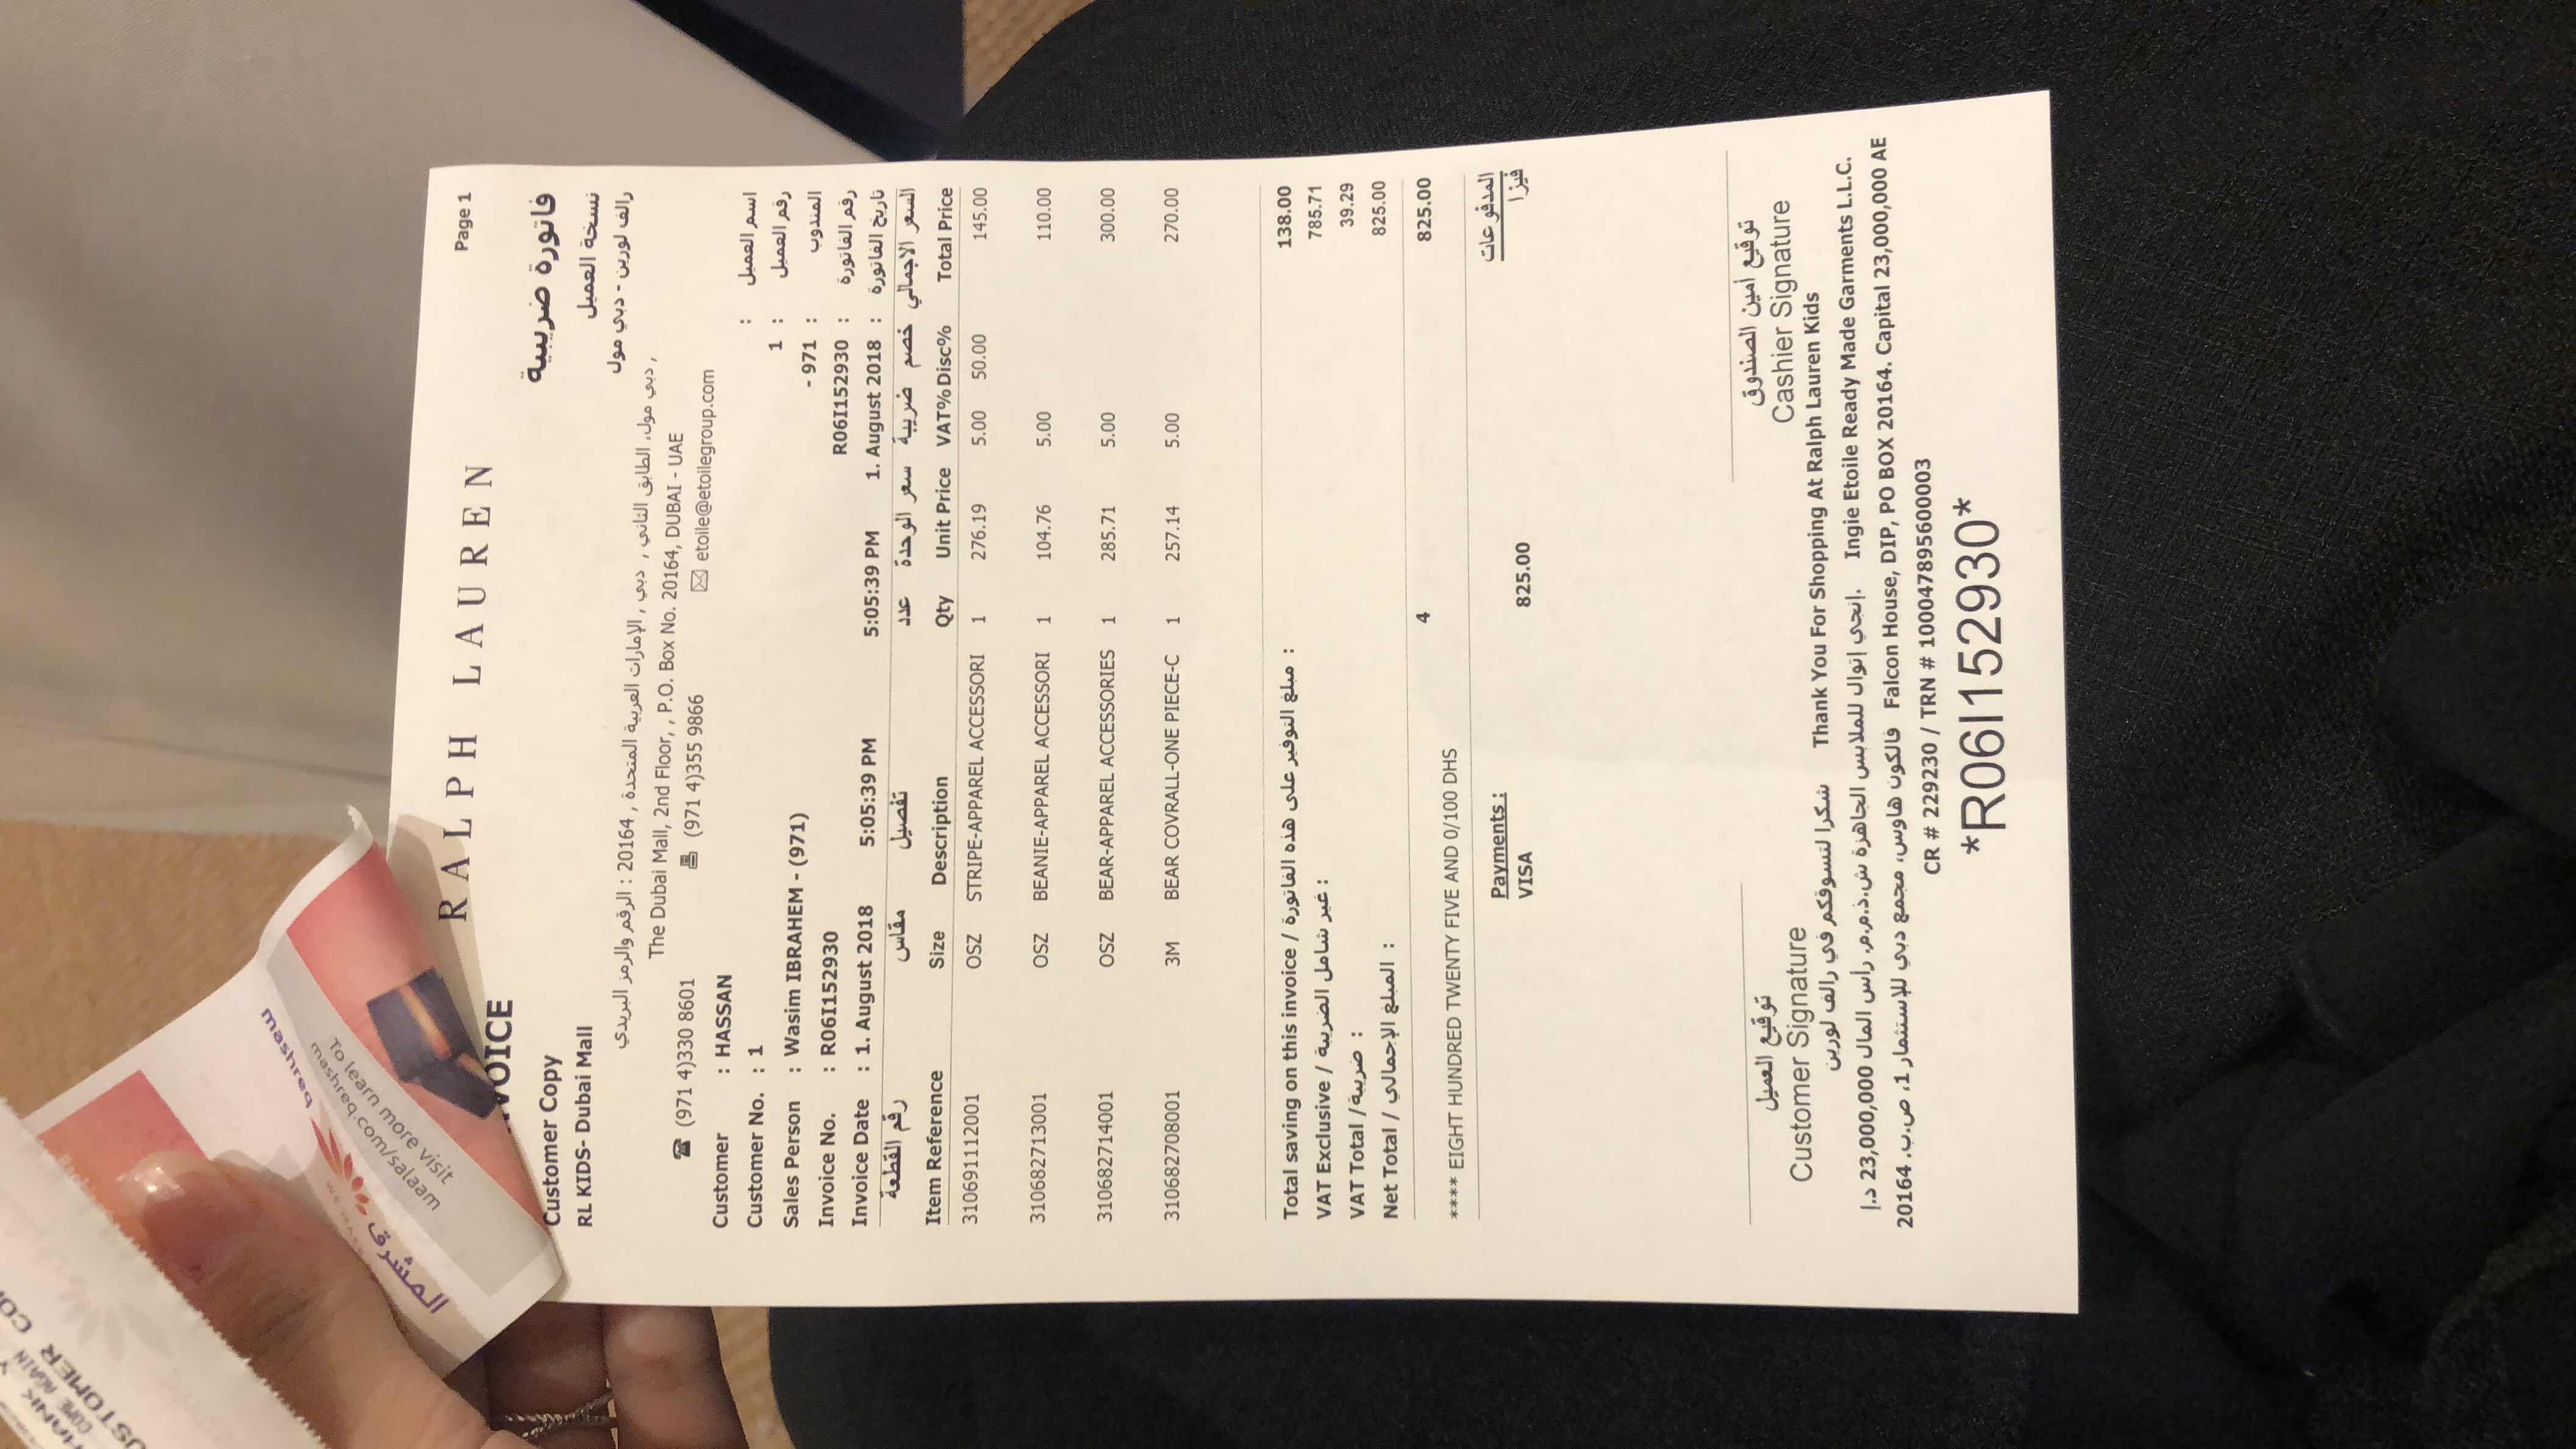 HANK Y
COME AGAIN
USTOMER CO
mashreq
المشرق
To learn more visit
mashreq.com/salaam
RALPH LAUREN
Page 1
VOICE
فاتورة ضريبية
Customer Copy
نسخة العميل
RL KIDS- Dubai Mall
رالف لورين - دبي مول
, دبي مول، الطابق الثاني , دبي , الإمارات العربية المتحدة , 20164 : الرقم والرمز البريدي
The Dubai Mall, 2nd Floor, , P.O. Box No. 20164, DUBAI - UAE
(971 4)330 8601 (971 4)355 9866 etoile@etoilegroup.com
Customer : HASSAN
اسم العميل :
Customer No. : 1
رقم العميل : 1
Sales Person : Wasim IBRAHEM - (971)
المندوب : 971 -
Invoice No. : R06I152930
رقم الفاتورة : R06I152930
Invoice Date : 1. August 2018 5:05:39 PM
تاريخ الفاتورة : 1. August 2018 5:05:39 PM
رقم القطعة مقاس تفصيل عدد سعر الوحدة ضريبة خصم السعر الاجمالي
Item Reference Size Description Qty Unit Price VAT% Disc% Total Price
310691112001 OSZ STRIPE-APPAREL ACCESSORI 1 276.19 5.00 50.00 145.00
310682713001 OSZ BEANIE-APPAREL ACCESSORI 1 104.76 5.00 110.00
310682714001 OSZ BEAR-APPAREL ACCESSORIES 1 285.71 5.00 300.00
310682708001 3M BEAR COVRALL-ONE PIECE-C 1 257.14 5.00 270.00
Total saving on this invoice / مبلغ التوفير على هذه الفاتورة : 138.00
VAT Exclusive / غير شامل الضريبة : 785.71
VAT Total / ضريبة : 39.29
Net Total / المبلغ الإجمالي : 825.00
4 825.00
**** EIGHT HUNDRED TWENTY FIVE AND 0/100 DHS
Payments : المدفوعات
VISA 825.00 فيزا
توقيع العميل توقيع أمين الصندوق
Customer Signature Cashier Signature
شكرا لتسوقكم في رالف لورين Thank You For Shopping At Ralph Lauren Kids
إنجي إتوال للملابس الجاهزة ش.ذ.م.م. رأس المال 23,000,000 د.إ. Ingie Etoile Ready Made Garments L.L.C.
فالكون هاوس، مجمع دبي للإستثمار 1، ص.ب. 20164 Falcon House, DIP, PO BOX 20164. Capital 23,000,000 AE
CR # 229230 / TRN # 100047895600003
*R06I152930*